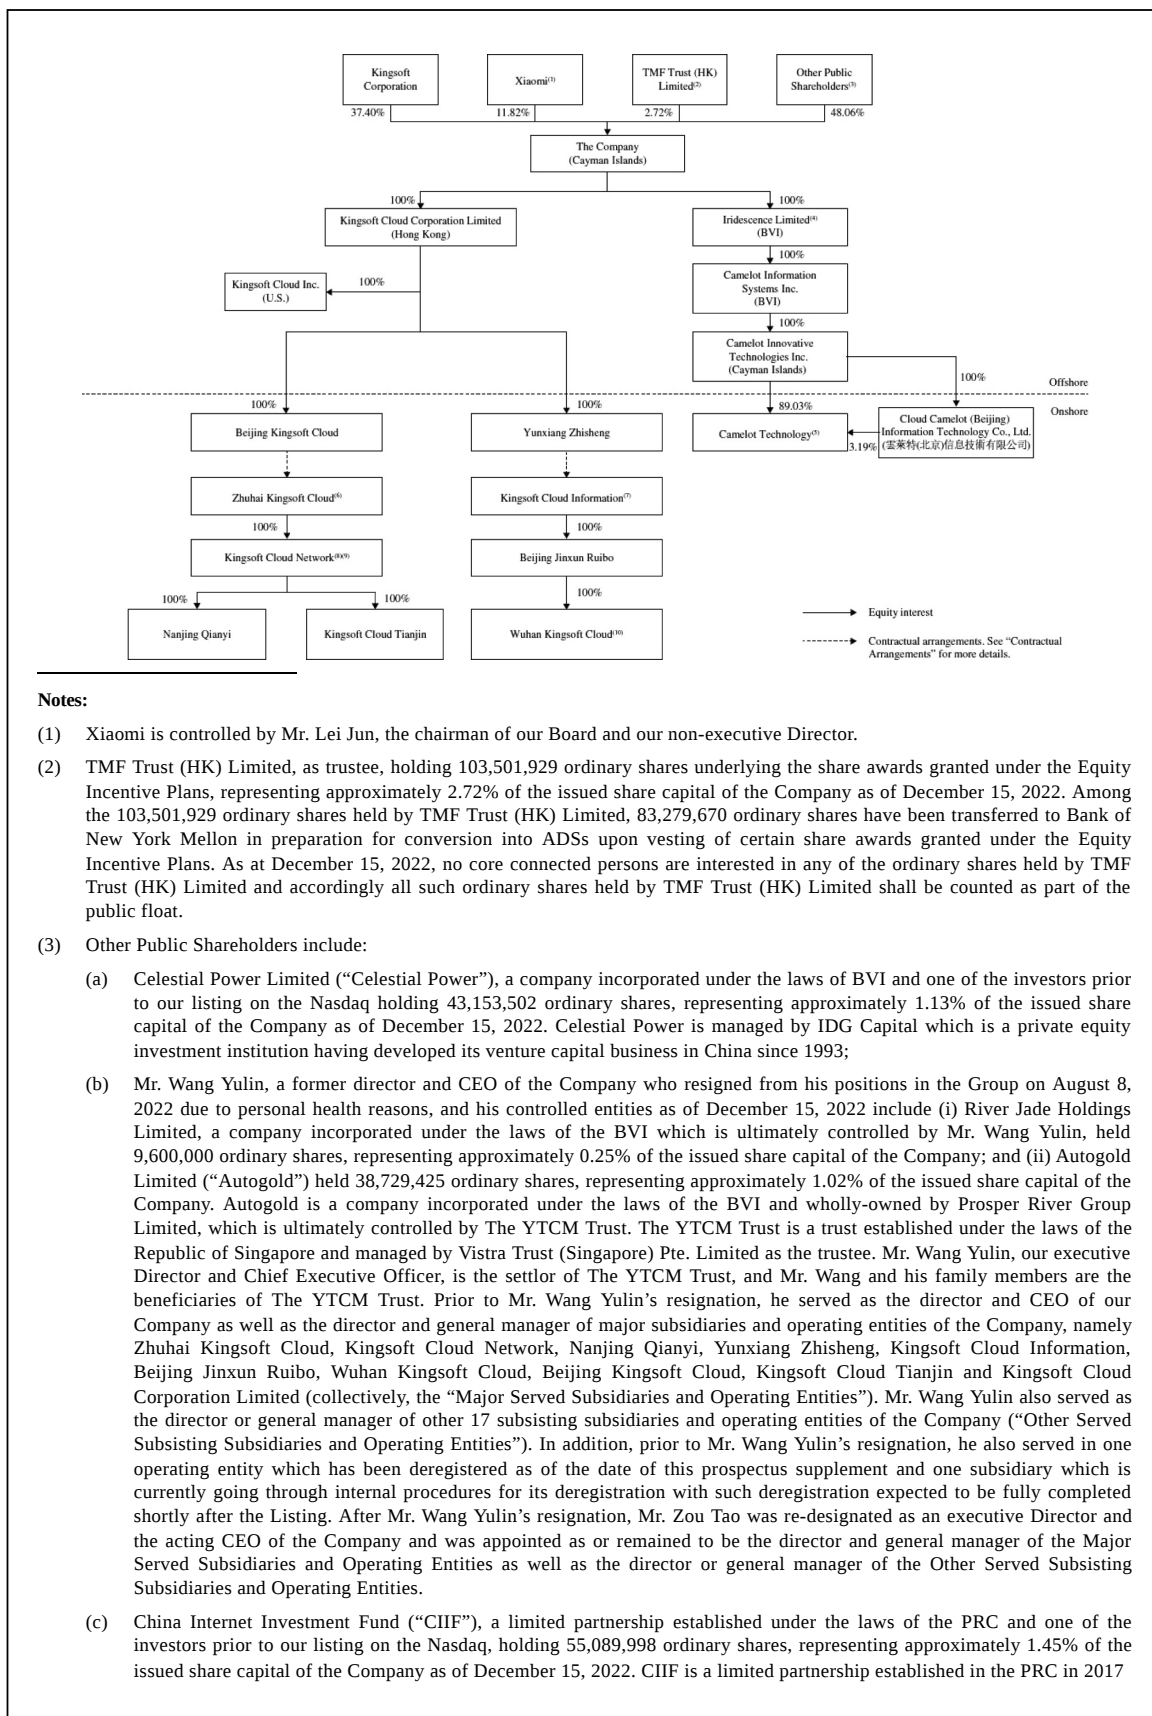 Kingsoft
Corporation
Xiaomi(1)
TMF Trust (HK)
Limited(2)
Other Public
Shareholders(3)
37.40%
11.82%
2.72%
48.06%
The Company
(Cayman Islands)
100%
100%
Kingsoft Cloud Corporation Limited
(Hong Kong)
Iridescence Limited(4)
(BVI)
100%
Kingsoft Cloud Inc.
(U.S.)
100%
Camelot Information
Systems Inc.
(BVI)
100%
Camelot Innovative
Technologies Inc.
(Cayman Islands)
100%
Offshore
Onshore
100%
100%
89.03%
Beijing Kingsoft Cloud
Yunxiang Zhisheng
Camelot Technology(5)
3.19%
Cloud Camelot (Beijing)
Information Technology Co., Ltd.
(雲萊特(北京)信息技術有限公司)
Zhuhai Kingsoft Cloud(6)
Kingsoft Cloud Information(7)
100%
100%
Kingsoft Cloud Network(8)(9)
Beijing Jinxun Ruibo
100%
100%
100%
Nanjing Qianyi
Kingsoft Cloud Tianjin
Wuhan Kingsoft Cloud(10)
Equity interest
Contractual arrangements. See “Contractual
Arrangements” for more details.
Notes:
(1) Xiaomi is controlled by Mr. Lei Jun, the chairman of our Board and our non-executive Director.
(2) TMF Trust (HK) Limited, as trustee, holding 103,501,929 ordinary shares underlying the share awards granted under the Equity
Incentive Plans, representing approximately 2.72% of the issued share capital of the Company as of December 15, 2022. Among
the 103,501,929 ordinary shares held by TMF Trust (HK) Limited, 83,279,670 ordinary shares have been transferred to Bank of
New York Mellon in preparation for conversion into ADSs upon vesting of certain share awards granted under the Equity
Incentive Plans. As at December 15, 2022, no core connected persons are interested in any of the ordinary shares held by TMF
Trust (HK) Limited and accordingly all such ordinary shares held by TMF Trust (HK) Limited shall be counted as part of the
public float.
(3) Other Public Shareholders include:
(a) Celestial Power Limited (“Celestial Power”), a company incorporated under the laws of BVI and one of the investors prior
to our listing on the Nasdaq holding 43,153,502 ordinary shares, representing approximately 1.13% of the issued share
capital of the Company as of December 15, 2022. Celestial Power is managed by IDG Capital which is a private equity
investment institution having developed its venture capital business in China since 1993;
(b) Mr. Wang Yulin, a former director and CEO of the Company who resigned from his positions in the Group on August 8,
2022 due to personal health reasons, and his controlled entities as of December 15, 2022 include (i) River Jade Holdings
Limited, a company incorporated under the laws of the BVI which is ultimately controlled by Mr. Wang Yulin, held
9,600,000 ordinary shares, representing approximately 0.25% of the issued share capital of the Company; and (ii) Autogold
Limited (“Autogold”) held 38,729,425 ordinary shares, representing approximately 1.02% of the issued share capital of the
Company. Autogold is a company incorporated under the laws of the BVI and wholly-owned by Prosper River Group
Limited, which is ultimately controlled by The YTCM Trust. The YTCM Trust is a trust established under the laws of the
Republic of Singapore and managed by Vistra Trust (Singapore) Pte. Limited as the trustee. Mr. Wang Yulin, our executive
Director and Chief Executive Officer, is the settlor of The YTCM Trust, and Mr. Wang and his family members are the
beneficiaries of The YTCM Trust. Prior to Mr. Wang Yulin’s resignation, he served as the director and CEO of our
Company as well as the director and general manager of major subsidiaries and operating entities of the Company, namely
Zhuhai Kingsoft Cloud, Kingsoft Cloud Network, Nanjing Qianyi, Yunxiang Zhisheng, Kingsoft Cloud Information,
Beijing Jinxun Ruibo, Wuhan Kingsoft Cloud, Beijing Kingsoft Cloud, Kingsoft Cloud Tianjin and Kingsoft Cloud
Corporation Limited (collectively, the “Major Served Subsidiaries and Operating Entities”). Mr. Wang Yulin also served as
the director or general manager of other 17 subsisting subsidiaries and operating entities of the Company (“Other Served
Subsisting Subsidiaries and Operating Entities”). In addition, prior to Mr. Wang Yulin’s resignation, he also served in one
operating entity which has been deregistered as of the date of this prospectus supplement and one subsidiary which is
currently going through internal procedures for its deregistration with such deregistration expected to be fully completed
shortly after the Listing. After Mr. Wang Yulin’s resignation, Mr. Zou Tao was re-designated as an executive Director and
the acting CEO of the Company and was appointed as or remained to be the director and general manager of the Major
Served Subsidiaries and Operating Entities as well as the director or general manager of the Other Served Subsisting
Subsidiaries and Operating Entities.
(c) China Internet Investment Fund (“CIIF”), a limited partnership established under the laws of the PRC and one of the
investors prior to our listing on the Nasdaq, holding 55,089,998 ordinary shares, representing approximately 1.45% of the
issued share capital of the Company as of December 15, 2022. CIIF is a limited partnership established in the PRC in 2017